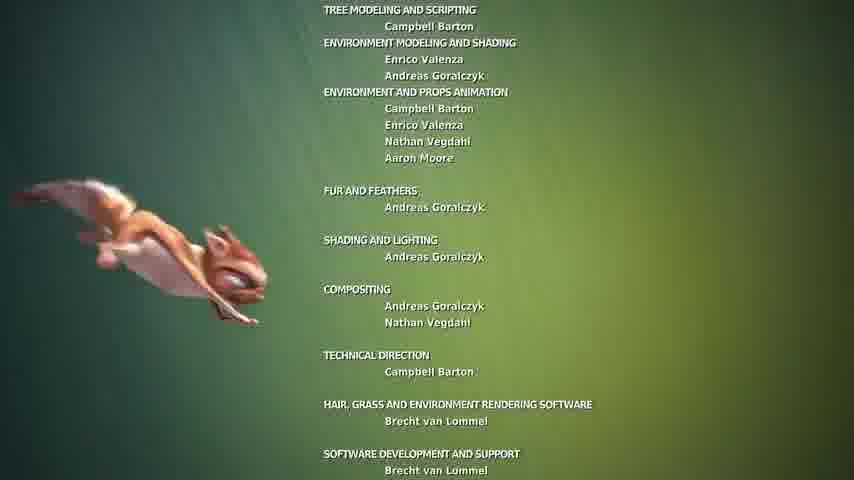 TREE MODELING AND SCRIPTING
Campbell Barton
ENVIRONMENT MODELING AND SHADING
Enrico Valenza
Andreas Goralczyk
ENVIRONMENT AND PROPS ANIMATION
Campbell Barton
Enrico Valenza
Nathan Vegdahl
Aaron Moore
FUR AND FEATHERS
Andreas Goralczyk
SHADING AND LIGHTING
Andreas Goralczyk
COMPOSITING
Andreas Goralczyk
Nathan Vegdahl
TECHNICAL DIRECTION
Campbell Barton
HAIR, GRASS AND ENVIRONMENT RENDERING SOFTWARE
Brecht van Lommel
SOFTWARE DEVELOPMENT AND SUPPORT
Brecht van Lommel